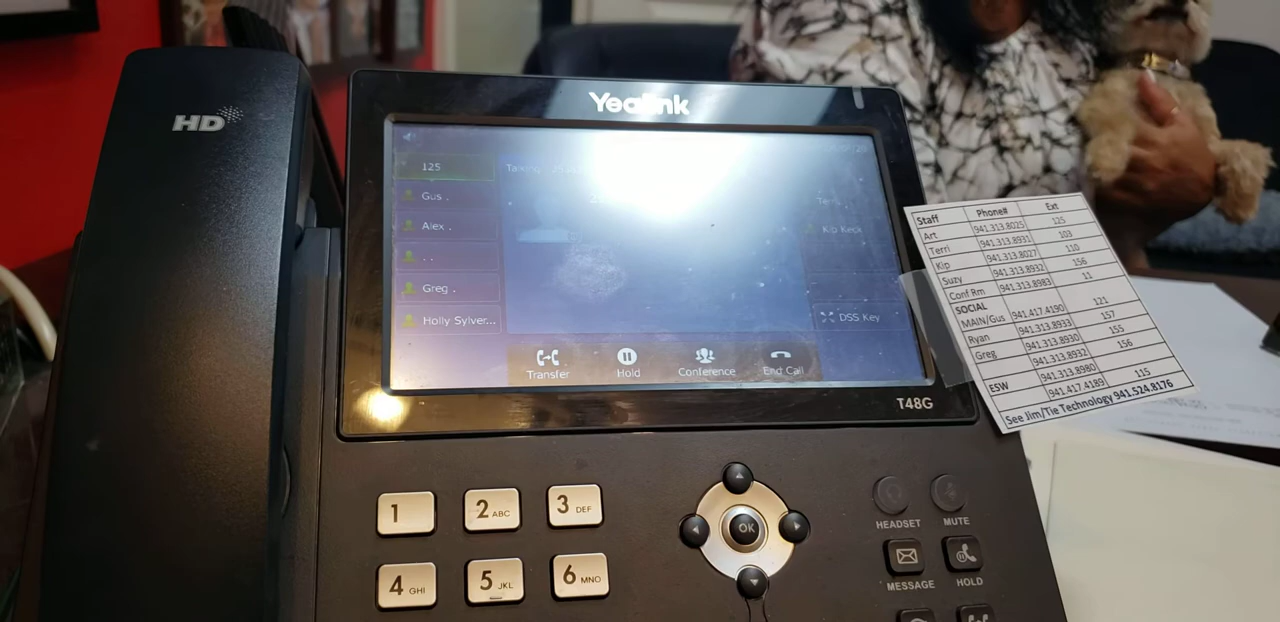 HD
Yealink
125
Gus .
Alex .
. .
Greg .
Holly Sylver...
Kip Keck
DSS Key
Transfer
Hold
Conference
End Call
T48G
Staff Phone# Ext
Art 941.313.8025 125
Terri 941.313.8931 103
Kip 941.313.8027 110
Suzy 941.313.8932 156
Conf Rm 941.313.8983 11
SOCIAL
MAIN/Gus 941.417.4190 121
Ryan 941.313.8933 157
Greg 941.313.8930 155
941.313.8932 156
941.313.8980
ESW 941.417.4189 115
See Jim/Tie Technology 941.524.8176
1
2 ABC
3 DEF
4 GHI
5 JKL
6 MNO
OK
HEADSET
MUTE
MESSAGE
HOLD